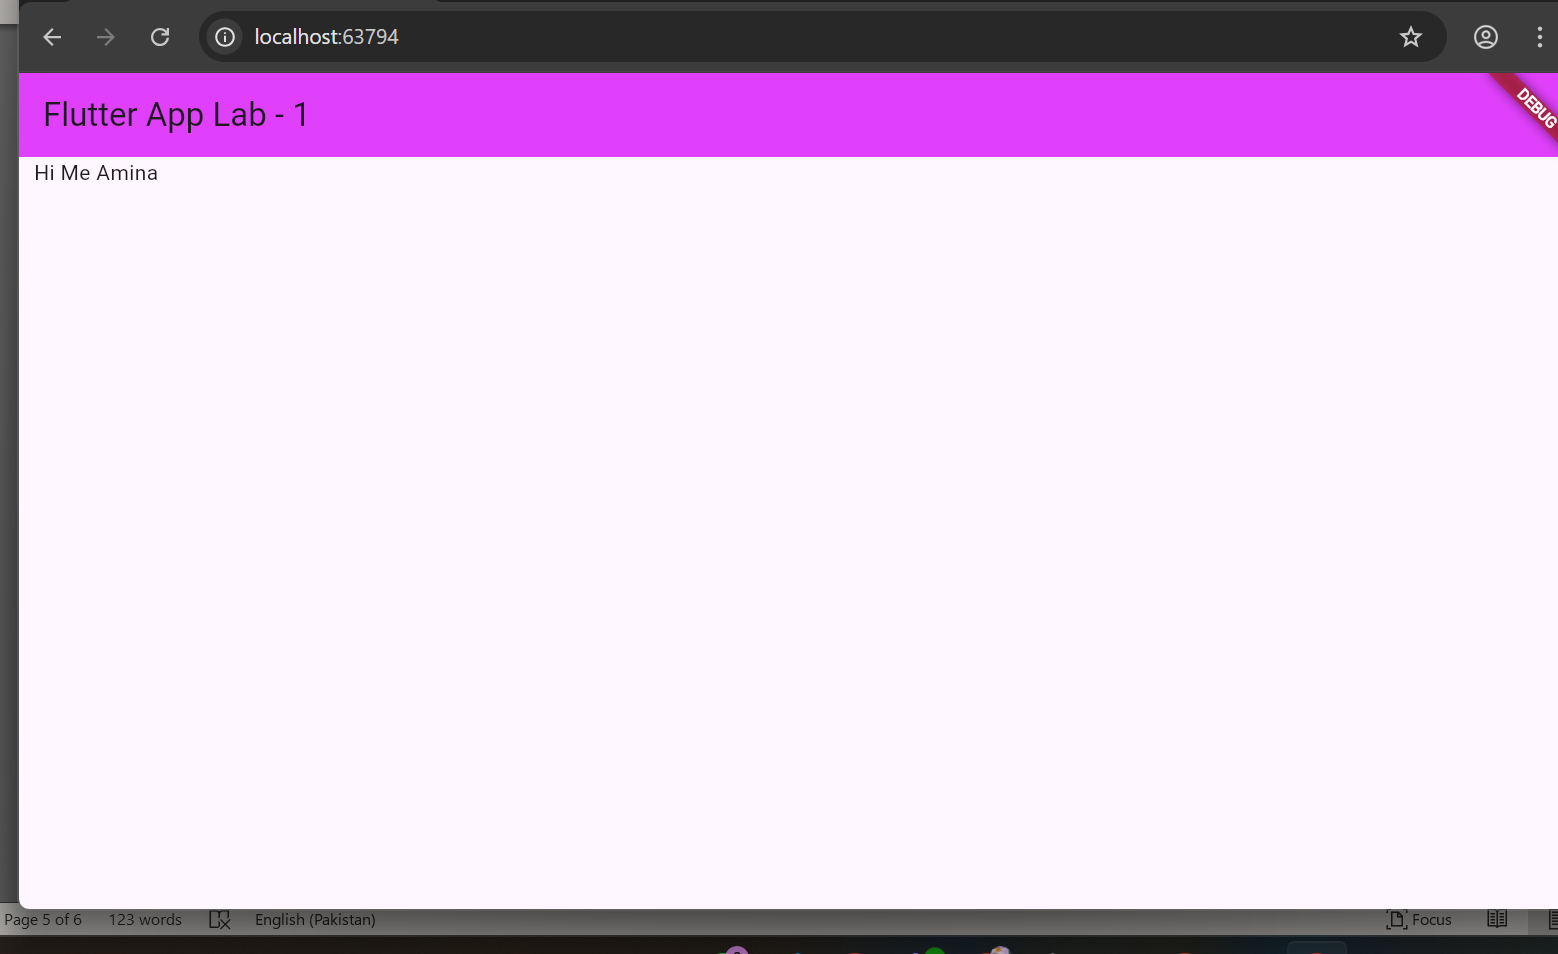 localhost:63794
Flutter App Lab - 1
DEBUG
Hi Me Amina
Page 5 of 6 123 words English (Pakistan) Focus